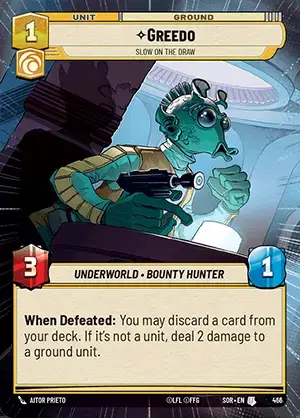 UNIT
GROUND
1
✧GREEDO
SLOW ON THE DRAW
3
UNDERWORLD • BOUNTY HUNTER
1
When Defeated: You may discard a card from
your deck. If it's not a unit, deal 2 damage to
a ground unit.
AITOR PRIETO
©LFL ©FFG
SOR • EN
466